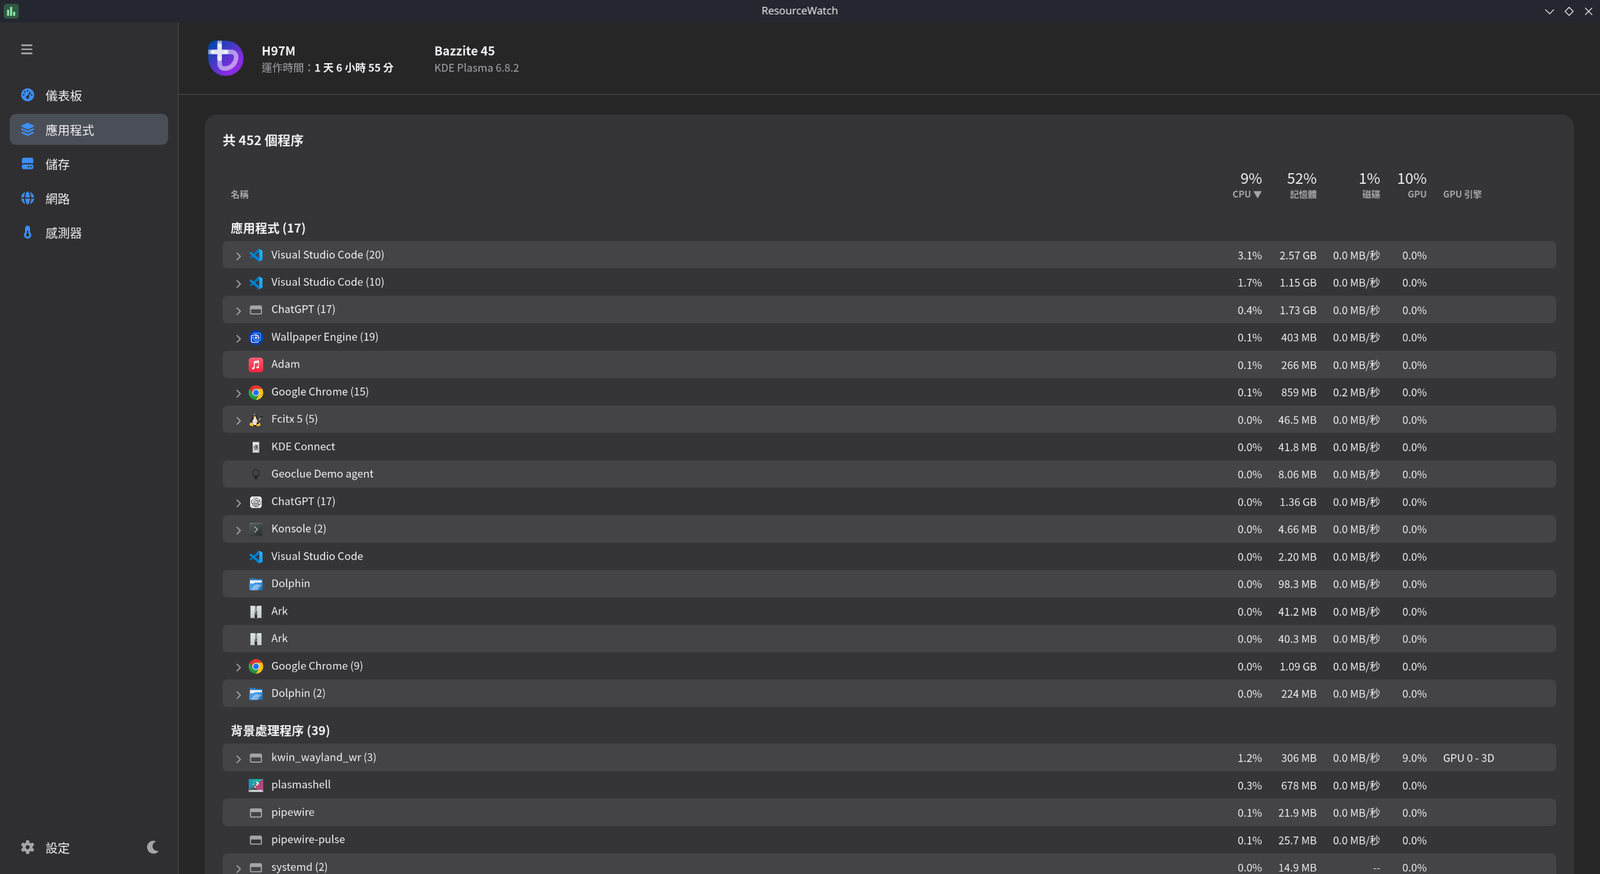 ResourceWatch
H97M
運作時間：1 天 6 小時 55 分
Bazzite 45
KDE Plasma 6.8.2
儀表板
應用程式
儲存
網路
感測器
設定
共 452 個程序
9% 52% 1% 10%
名稱 CPU ▼ 記憶體 磁碟 GPU GPU 引擎
應用程式 (17)
Visual Studio Code (20) 3.1% 2.57 GB 0.0 MB/秒 0.0%
Visual Studio Code (10) 1.7% 1.15 GB 0.0 MB/秒 0.0%
ChatGPT (17) 0.4% 1.73 GB 0.0 MB/秒 0.0%
Wallpaper Engine (19) 0.1% 403 MB 0.0 MB/秒 0.0%
Adam 0.1% 266 MB 0.0 MB/秒 0.0%
Google Chrome (15) 0.1% 859 MB 0.2 MB/秒 0.0%
Fcitx 5 (5) 0.0% 46.5 MB 0.0 MB/秒 0.0%
KDE Connect 0.0% 41.8 MB 0.0 MB/秒 0.0%
Geoclue Demo agent 0.0% 8.06 MB 0.0 MB/秒 0.0%
ChatGPT (17) 0.0% 1.36 GB 0.0 MB/秒 0.0%
Konsole (2) 0.0% 4.66 MB 0.0 MB/秒 0.0%
Visual Studio Code 0.0% 2.20 MB 0.0 MB/秒 0.0%
Dolphin 0.0% 98.3 MB 0.0 MB/秒 0.0%
Ark 0.0% 41.2 MB 0.0 MB/秒 0.0%
Ark 0.0% 40.3 MB 0.0 MB/秒 0.0%
Google Chrome (9) 0.0% 1.09 GB 0.0 MB/秒 0.0%
Dolphin (2) 0.0% 224 MB 0.0 MB/秒 0.0%
背景處理程序 (39)
kwin_wayland_wr (3) 1.2% 306 MB 0.0 MB/秒 9.0% GPU 0 - 3D
plasmashell 0.3% 678 MB 0.0 MB/秒 0.0%
pipewire 0.1% 21.9 MB 0.0 MB/秒 0.0%
pipewire-pulse 0.1% 25.7 MB 0.0 MB/秒 0.0%
systemd (2) 0.0% 14.9 MB -- 0.0%